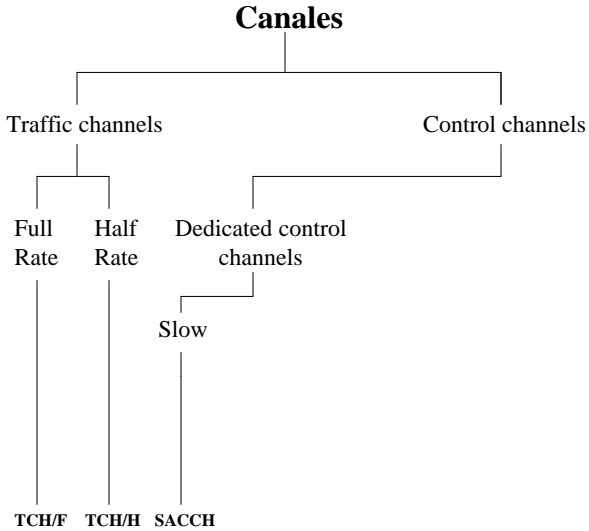 Canales
Traffic channels
Control channels
Full
Rate
Half
Rate
Dedicated control
channels
Slow
TCH/F
TCH/H
SACCH